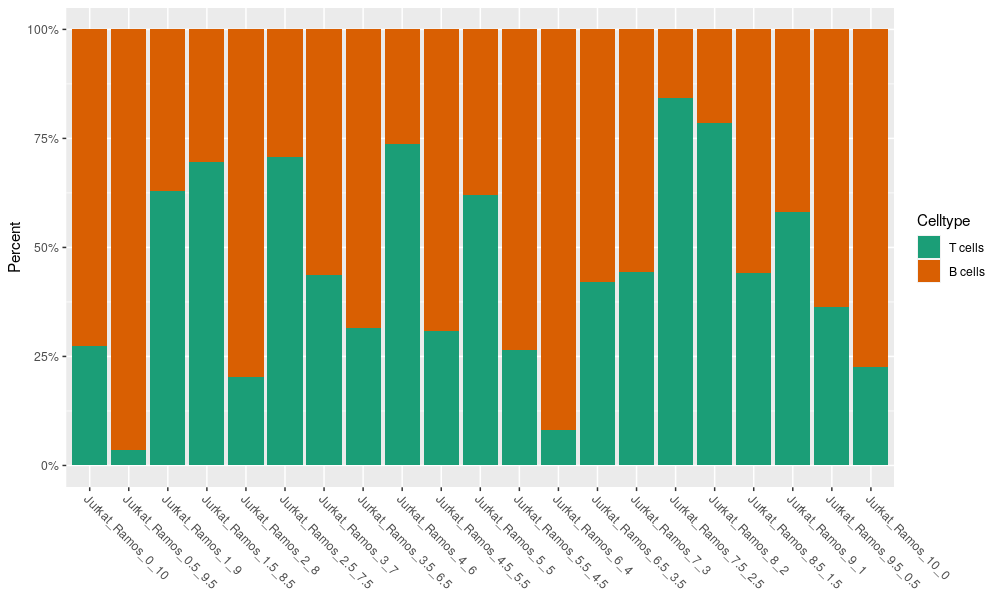 100%
75%
50%
25%
0%
Percent
Jurkat_Ramos_0_10
Jurkat_Ramos_0.5_9.5
Jurkat_Ramos_1_9
Jurkat_Ramos_1.5_8.5
Jurkat_Ramos_2_8
Jurkat_Ramos_2.5_7.5
Jurkat_Ramos_3_7
Jurkat_Ramos_3.5_6.5
Jurkat_Ramos_4_6
Jurkat_Ramos_4.5_5.5
Jurkat_Ramos_5_5
Jurkat_Ramos_5.5_4.5
Jurkat_Ramos_6_4
Jurkat_Ramos_6.5_3.5
Jurkat_Ramos_7_3
Jurkat_Ramos_7.5_2.5
Jurkat_Ramos_8_2
Jurkat_Ramos_8.5_1.5
Jurkat_Ramos_9_1
Jurkat_Ramos_9.5_0.5
Jurkat_Ramos_10_0
Celltype
T cells
B cells